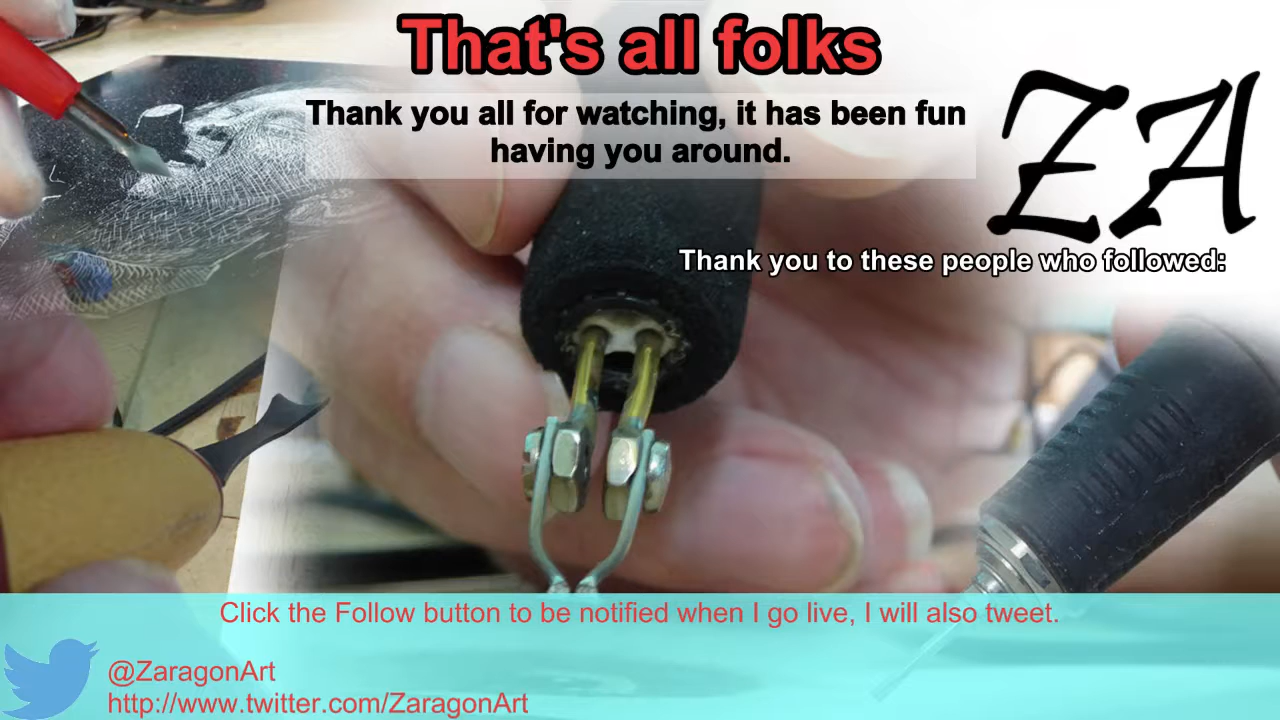 That's all folks
Thank you all for watching, it has been fun
having you around.
ZA
Thank you to these people who followed:
Click the Follow button to be notified when I go live, I will also tweet.
@ZaragonArt
http://www.twitter.com/ZaragonArt